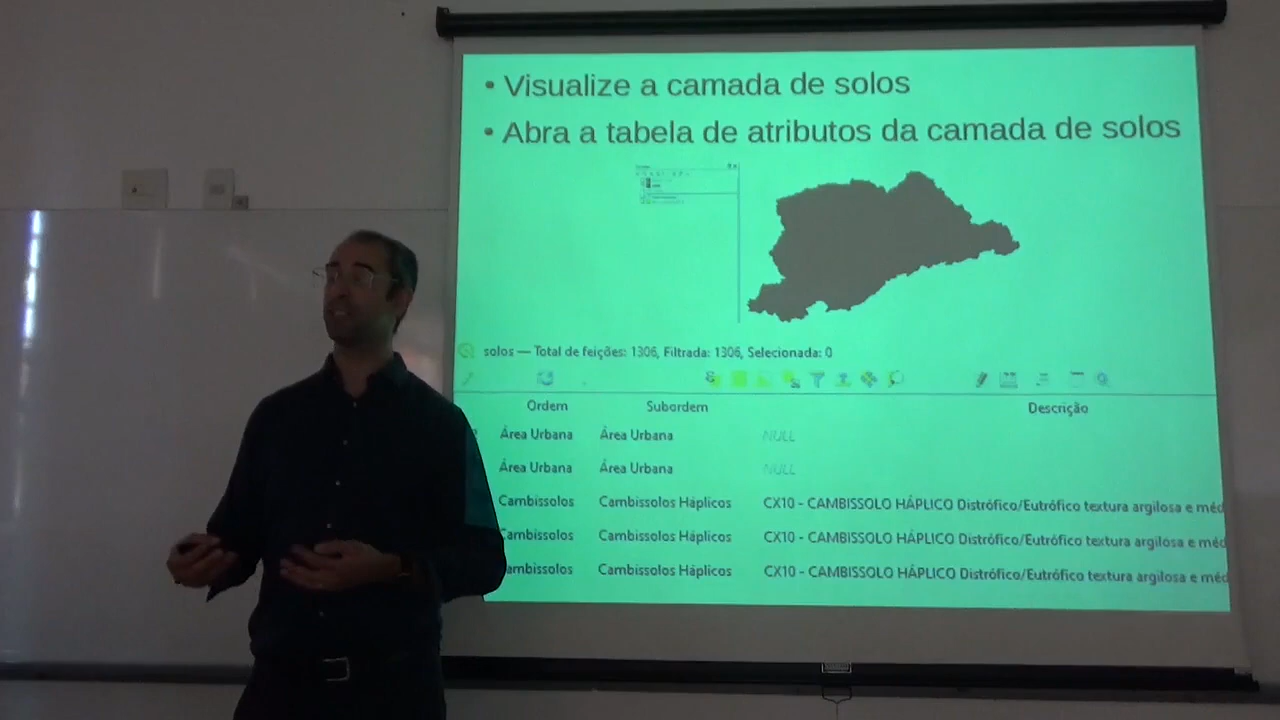 • Visualize a camada de solos
• Abra a tabela de atributos da camada de solos
solos — Total de feições: 1306, Filtrada: 1306, Selecionada: 0
Ordem Subordem Descrição
Área Urbana Área Urbana NULL
Área Urbana Área Urbana NULL
Cambissolos Cambissolos Háplicos CX10 - CAMBISSOLO HÁPLICO Distrófico/Eutrófico textura argilosa e méd
Cambissolos Cambissolos Háplicos CX10 - CAMBISSOLO HÁPLICO Distrófico/Eutrófico textura argilosa e méd
ambissolos Cambissolos Háplicos CX10 - CAMBISSOLO HÁPLICO Distrófico/Eutrófico textura argilosa e méd